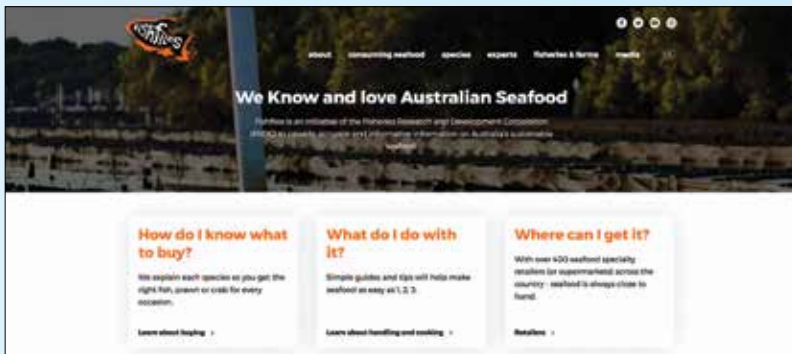 FISHFILES
about consuming seafood species experts fisheries & farms media
We Know and love Australian Seafood
Fishfiles is an initiative of the Fisheries Research and Development Corporation
(FRDC) to provide accurate and informative information on Australia's sustainable
seafood
How do I know what
to buy?
We explain each species so you get the
right fish, prawn or crab for every
occasion.
Learn about buying >
What do I do with
it?
Simple guides and tips will help make
seafood as easy as 1, 2, 3.
Learn about handling and cooking >
Where can I get it?
With over 400 seafood specialty
retailers (or supermarkets) across the
country - seafood is always close to
hand.
Retailers >